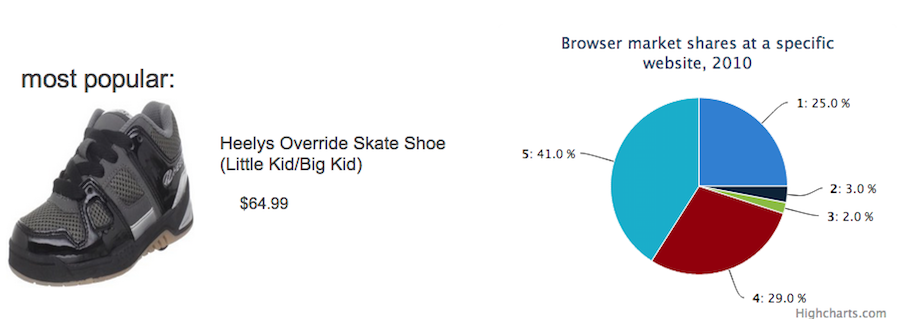 most popular:
Heelys Override Skate Shoe
(Little Kid/Big Kid)
$64.99
Browser market shares at a specific
website, 2010
1: 25.0 %
2: 3.0 %
3: 2.0 %
4: 29.0 %
5: 41.0 %
Highcharts.com